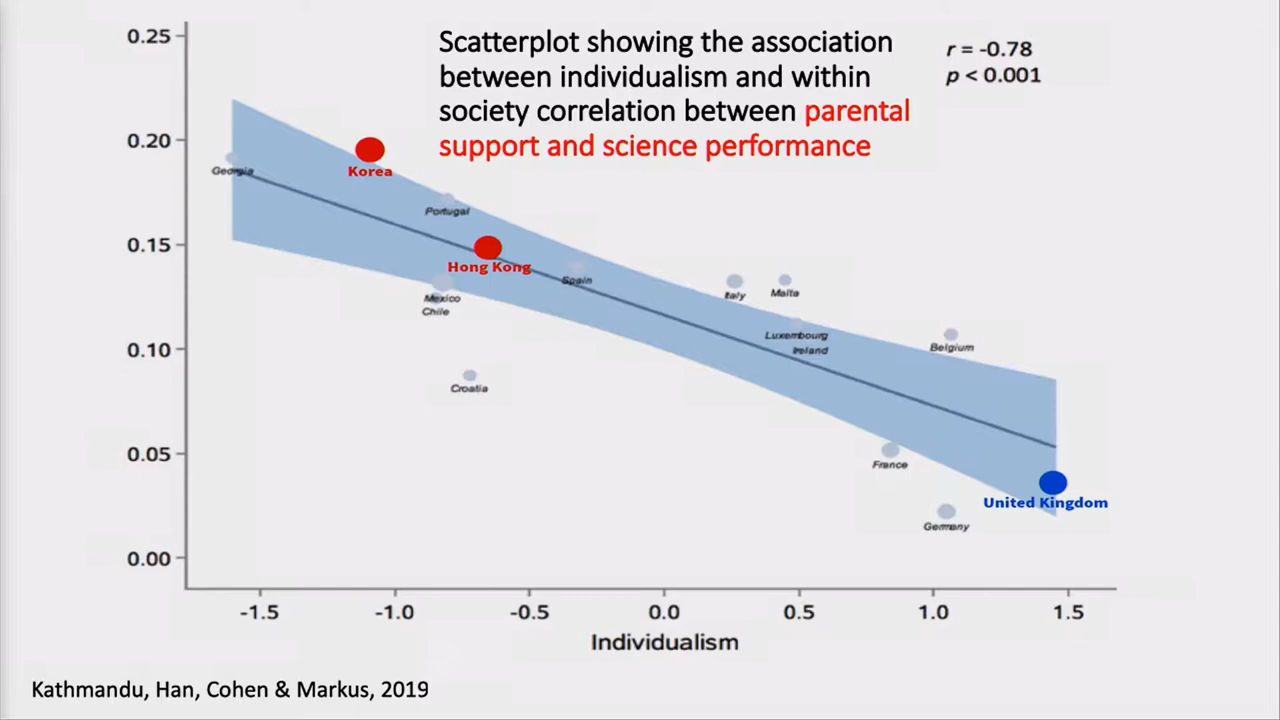 Scatterplot showing the association
between individualism and within
society correlation between parental
support and science performance
r = -0.78
p < 0.001
0.25
0.20
0.15
0.10
0.05
0.00
Georgia
Korea
Portugal
Hong Kong
Spain
Mexico
Chile
Croatia
Italy
Malta
Luxembourg
Ireland
Belgium
France
United Kingdom
Germany
-1.5 -1.0 -0.5 0.0 0.5 1.0 1.5
Individualism
Kathmandu, Han, Cohen & Markus, 2019